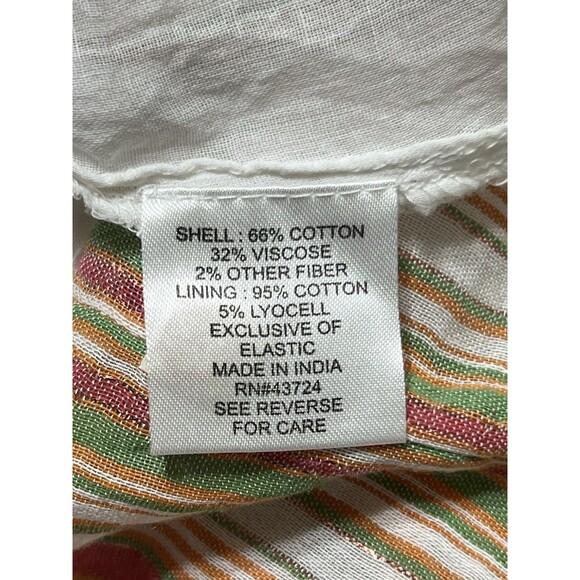 SHELL : 66% COTTON
32% VISCOSE
2% OTHER FIBER
LINING : 95% COTTON
5% LYOCELL
EXCLUSIVE OF
ELASTIC
MADE IN INDIA
RN#43724
SEE REVERSE
FOR CARE